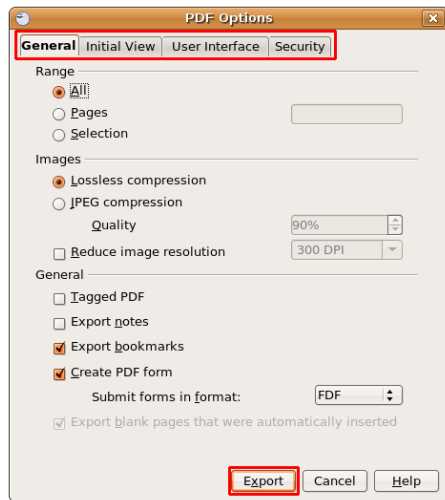 PDF Options
General Initial View User Interface Security
Range
All
Pages
Selection
Images
Lossless compression
JPEG compression
Quality 90%
Reduce image resolution 300 DPI
General
Tagged PDF
Export notes
Export bookmarks
Create PDF form
Submit forms in format: FDF
Export blank pages that were automatically inserted
Export Cancel Help